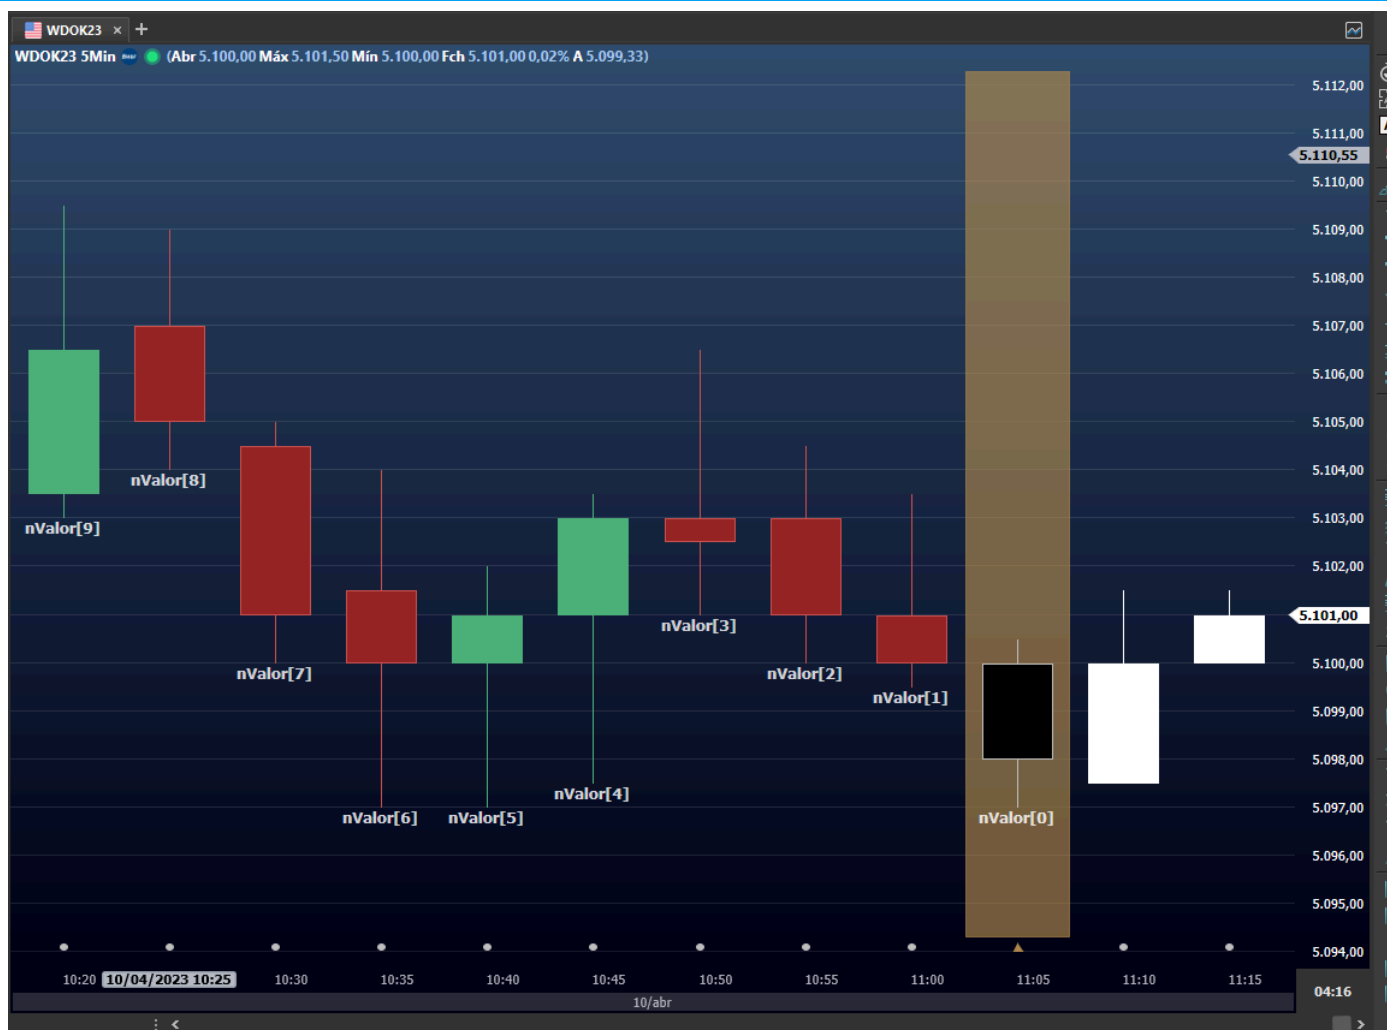 WDOK23 × +
WDOK23 5Min (Abr 5.100,00 Máx 5.101,50 Mín 5.100,00 Fch 5.101,00 0,02% A 5.099,33)
5.112,00
5.111,00
5.110,55
5.110,00
5.109,00
5.108,00
5.107,00
5.106,00
5.105,00
5.104,00
5.103,00
5.102,00
5.101,00
5.100,00
5.099,00
5.098,00
5.097,00
5.096,00
5.095,00
5.094,00
nValor[9]
nValor[8]
nValor[7]
nValor[6]
nValor[5]
nValor[4]
nValor[3]
nValor[2]
nValor[1]
nValor[0]
10:20 10/04/2023 10:25 10:30 10:35 10:40 10:45 10:50 10:55 11:00 11:05 11:10 11:15
04:16
10/abr